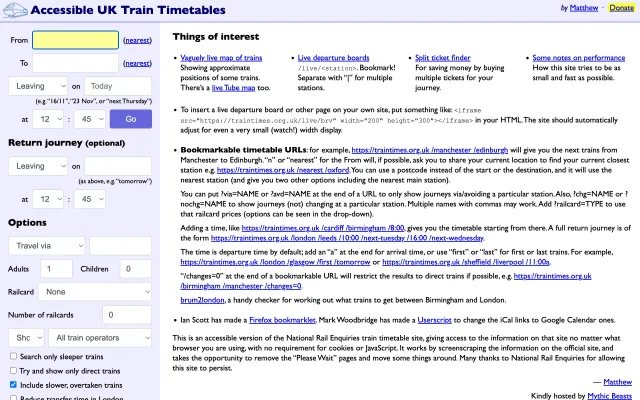 Accessible UK Train Timetables
by Matthew · Donate
From (nearest)
To (nearest)
Leaving on Today
(e.g. "16/11", "23 Nov", or "next Thursday")
at 12 : 45 Go
Return journey (optional)
Leaving on
(as above, e.g. "tomorrow")
at 12 : 45
Options
Travel via
Adults 1 Children 0
Railcard None
Number of railcards 0
Shc All train operators
Search only sleeper trains
Try and show only direct trains
Include slower, overtaken trains
Reduce transfer time in London
Things of interest
• Vaguely live map of trains
Showing approximate
positions of some trains.
There's a live Tube map too.
• Live departure boards
/live/<station>. Bookmark!
Separate with "|" for multiple
stations.
• Split ticket finder
For saving money by buying
multiple tickets for your
journey.
• Some notes on performance
How this site tries to be as
small and fast as possible.
• To insert a live departure board or other page on your own site, put something like: <iframe
src="https://traintimes.org.uk/live/brv" width="200" height="300"></iframe> in your HTML. The site should automatically
adjust for even a very small (watch!) width display.
• Bookmarkable timetable URLs: for example, https://traintimes.org.uk /manchester /edinburgh will give you the next trains from
Manchester to Edinburgh. "n" or "nearest" for the From will, if possible, ask you to share your current location to find your current closest
station e.g. https://traintimes.org.uk /nearest /oxford. You can use a postcode instead of the start or the destination, and it will use the
nearest station (and give you two other options including the nearest main station).
You can put ?via=NAME or ?avd=NAME at the end of a URL to only show journeys via/avoiding a particular station. Also, ?chg=NAME or ?
nochg=NAME to show journeys (not) changing at a particular station. Multiple names with commas may work. Add ?railcard=TYPE to use
that railcard prices (options can be seen in the drop-down).
Adding a time, like https://traintimes.org.uk /cardiff /birmingham /8:00, gives you the timetable starting from there. A full return journey is of
the form https://traintimes.org.uk /london /leeds /10:00 /next-tuesday /16:00 /next-wednesday.
The time is departure time by default; add an "a" at the end for arrival time, or use "first" or "last" for first or last trains. For example,
https://traintimes.org.uk /london /glasgow /first /tomorrow or https://traintimes.org.uk /sheffield /liverpool /11:00a.
"/changes=0" at the end of a bookmarkable URL will restrict the results to direct trains if possible, e.g. https://traintimes.org.uk
/birmingham /manchester /changes=0.
brum2london, a handy checker for working out what trains to get between Birmingham and London.
• Ian Scott has made a Firefox bookmarklet, Mark Woodbridge has made a Userscript to change the iCal links to Google Calendar ones.
This is an accessible version of the National Rail Enquiries train timetable site, giving access to the information on that site no matter what
browser you are using, with no requirement for cookies or JavaScript. It works by screenscraping the information on the official site, and
takes the opportunity to remove the "Please Wait" pages and move some things around. Many thanks to National Rail Enquiries for allowing
this site to persist.
— Matthew
Kindly hosted by Mythic Beasts